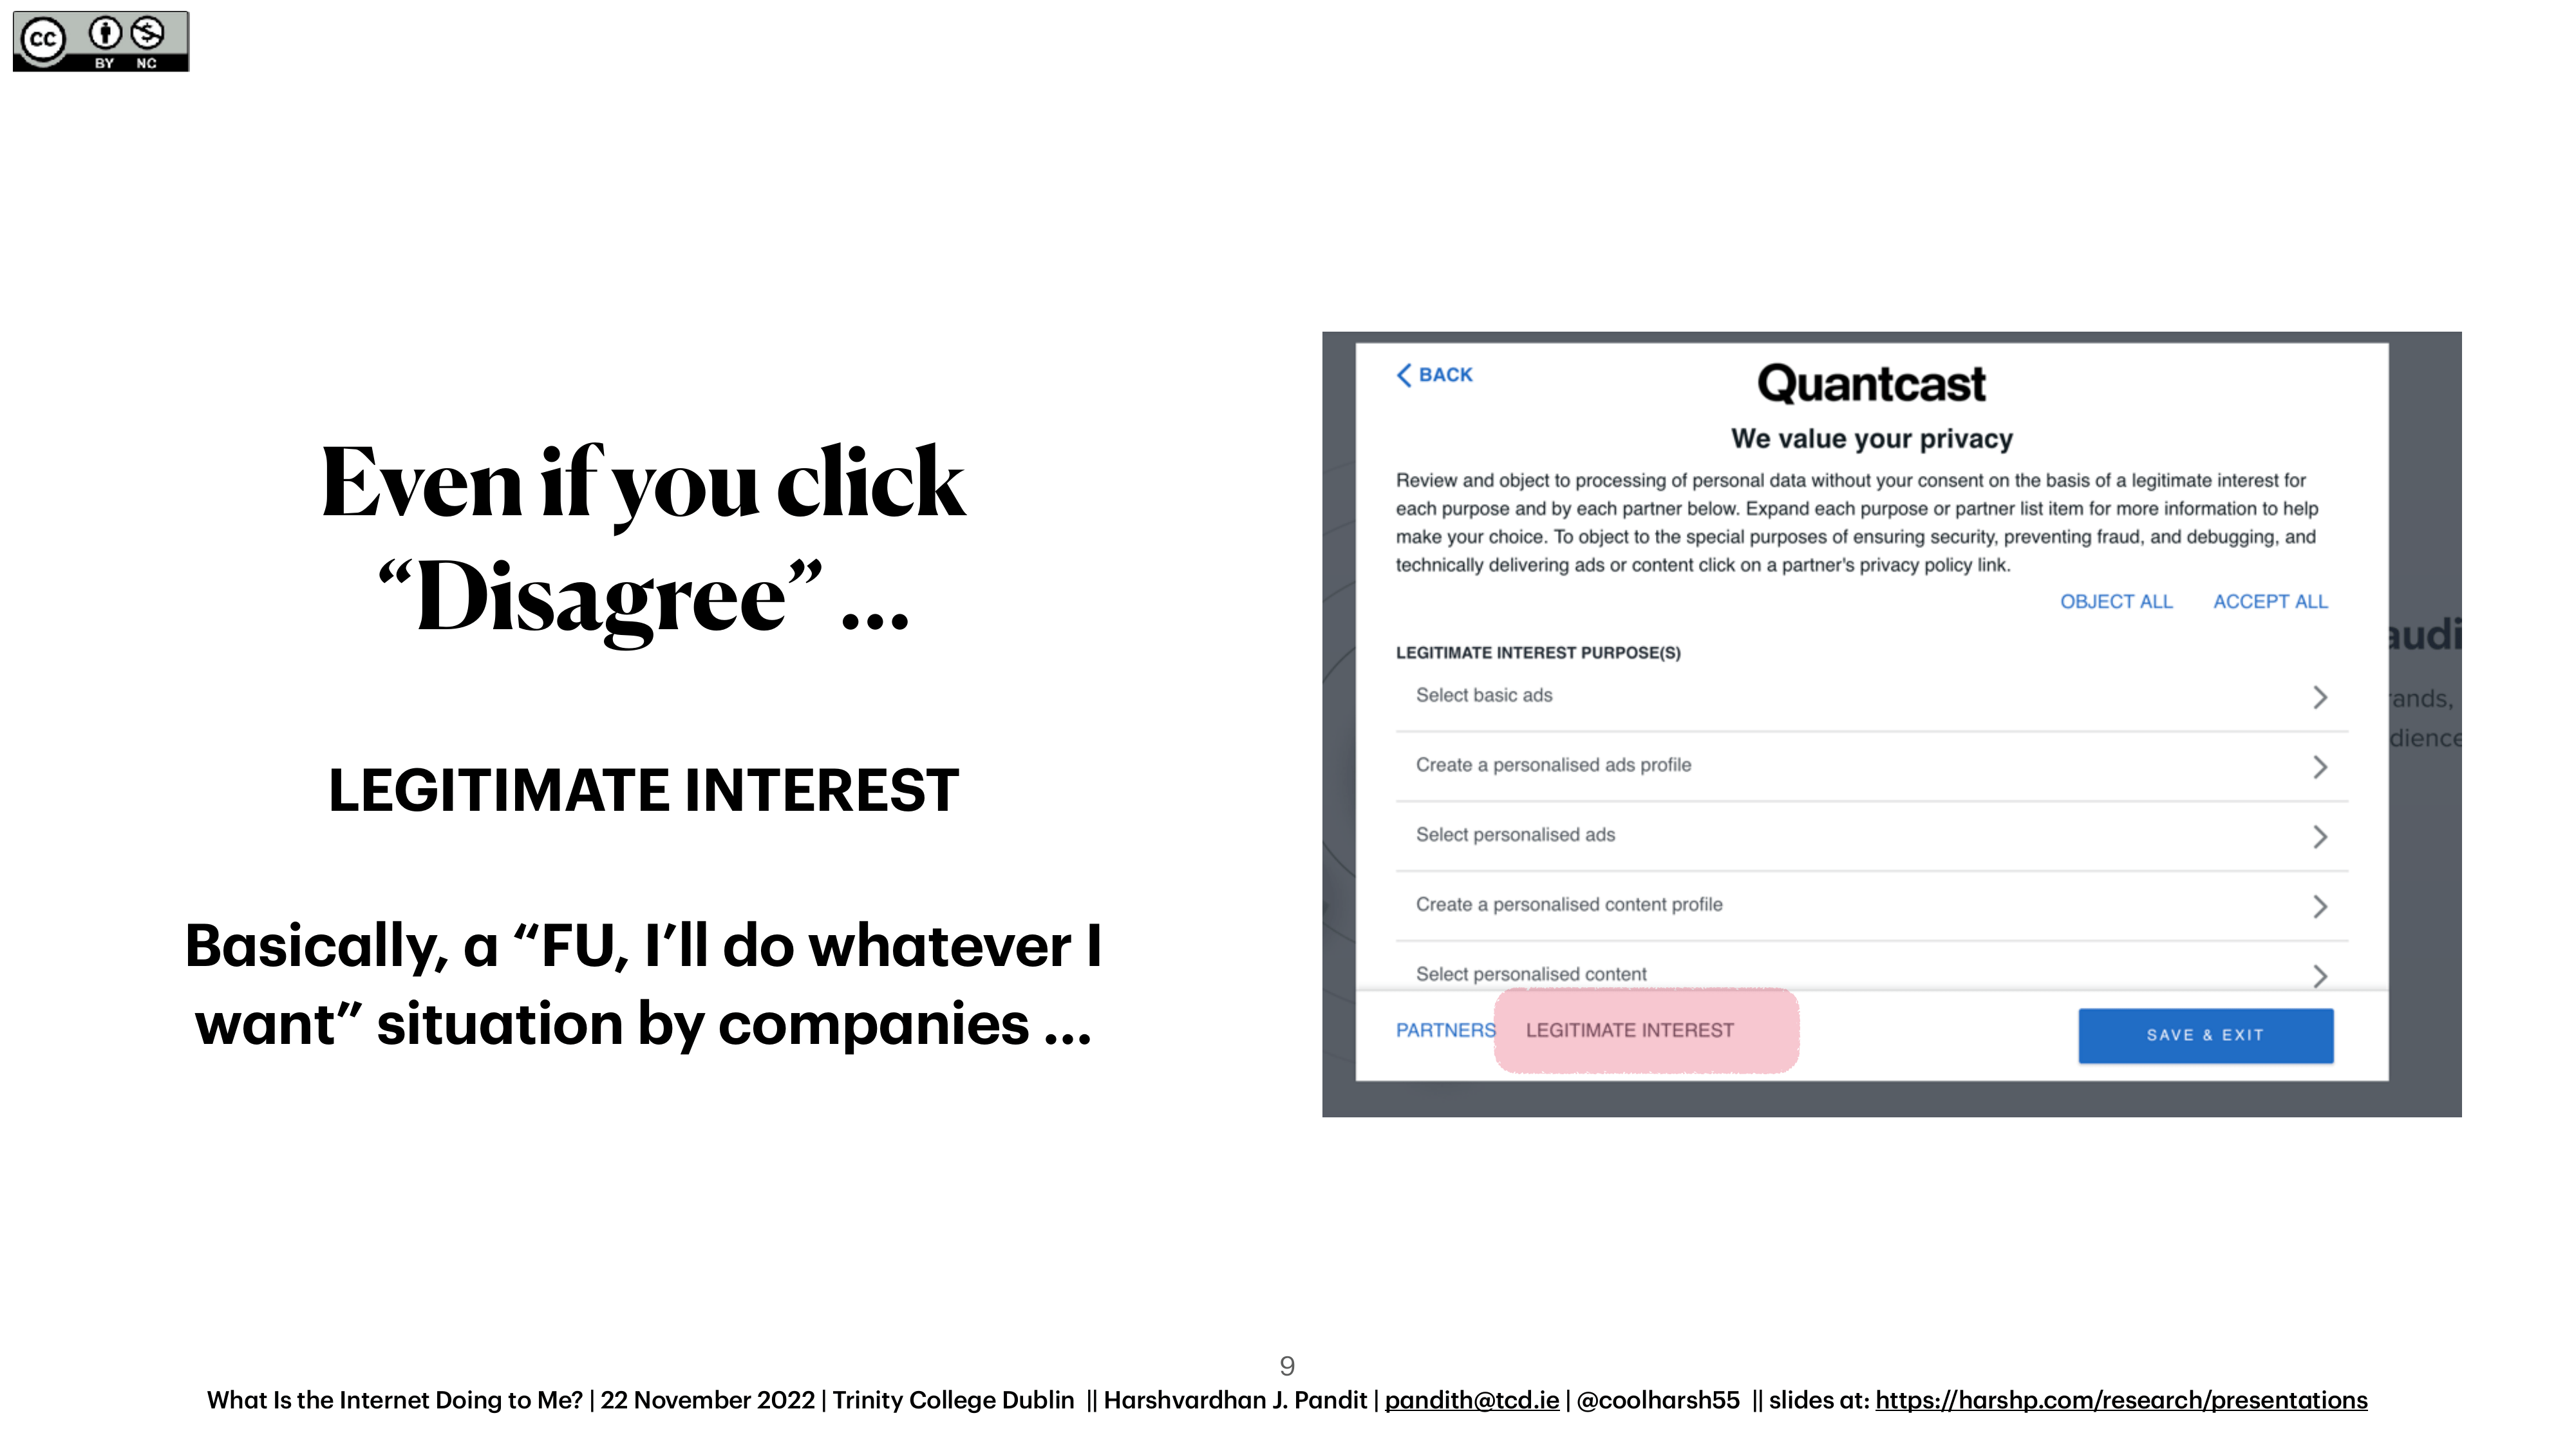 cc
BY NC
Even if you click
“Disagree” ...
LEGITIMATE INTEREST
Basically, a “FU, I’ll do whatever I
want” situation by companies ...
BACK
Quantcast
We value your privacy
Review and object to processing of personal data without your consent on the basis of a legitimate interest for
each purpose and by each partner below. Expand each purpose or partner list item for more information to help
make your choice. To object to the special purposes of ensuring security, preventing fraud, and debugging, and
technically delivering ads or content click on a partner's privacy policy link.
OBJECT ALL ACCEPT ALL
LEGITIMATE INTEREST PURPOSE(S)
Select basic ads
Create a personalised ads profile
Select personalised ads
Create a personalised content profile
Select personalised content
PARTNERS LEGITIMATE INTEREST
SAVE & EXIT
audi
rands,
dience
9
What Is the Internet Doing to Me? | 22 November 2022 | Trinity College Dublin || Harshvardhan J. Pandit | pandith@tcd.ie | @coolharsh55 || slides at: https://harshp.com/research/presentations